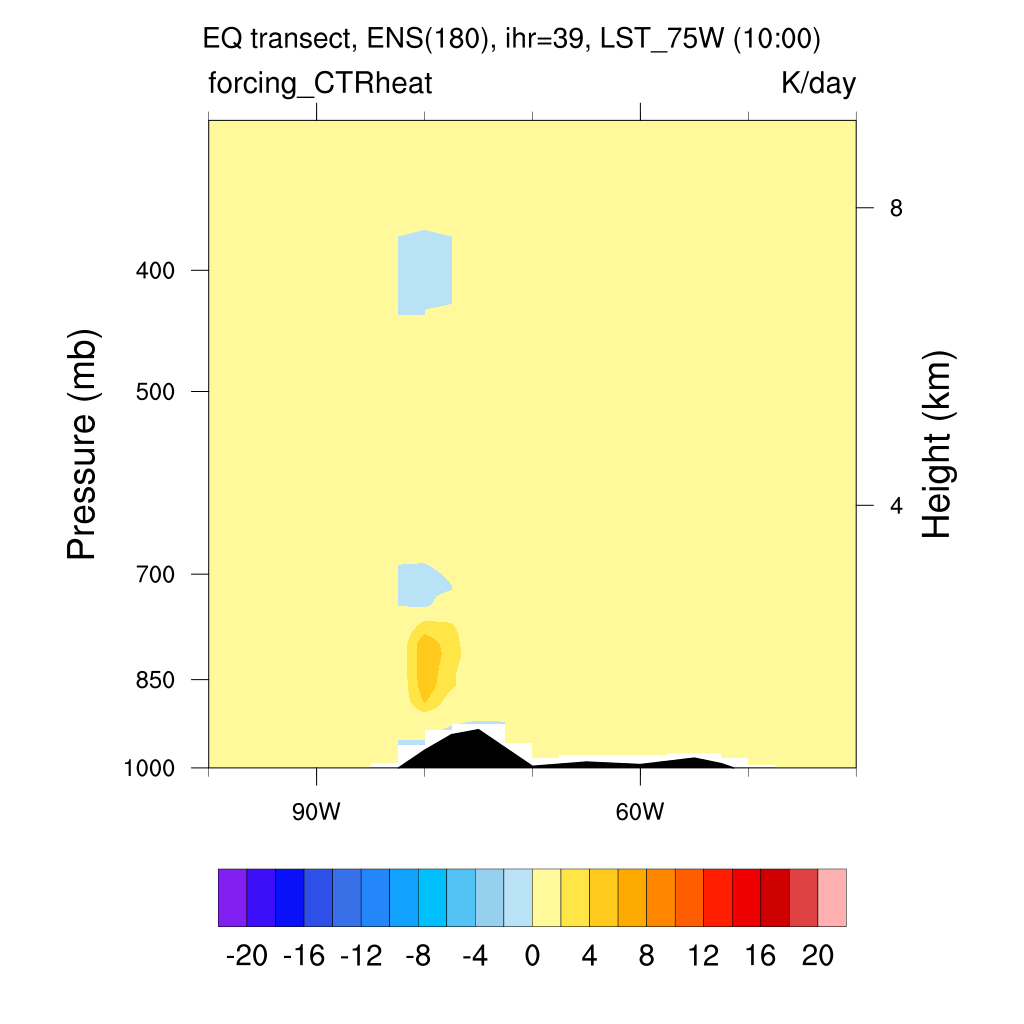 EQ transect, ENS(180), ihr=39, LST_75W (10:00)
forcing_CTRheat
K/day
8
400
500
4
700
850
1000
Pressure (mb)
Height (km)
90W
60W
-20 -16 -12 -8 -4 0 4 8 12 16 20